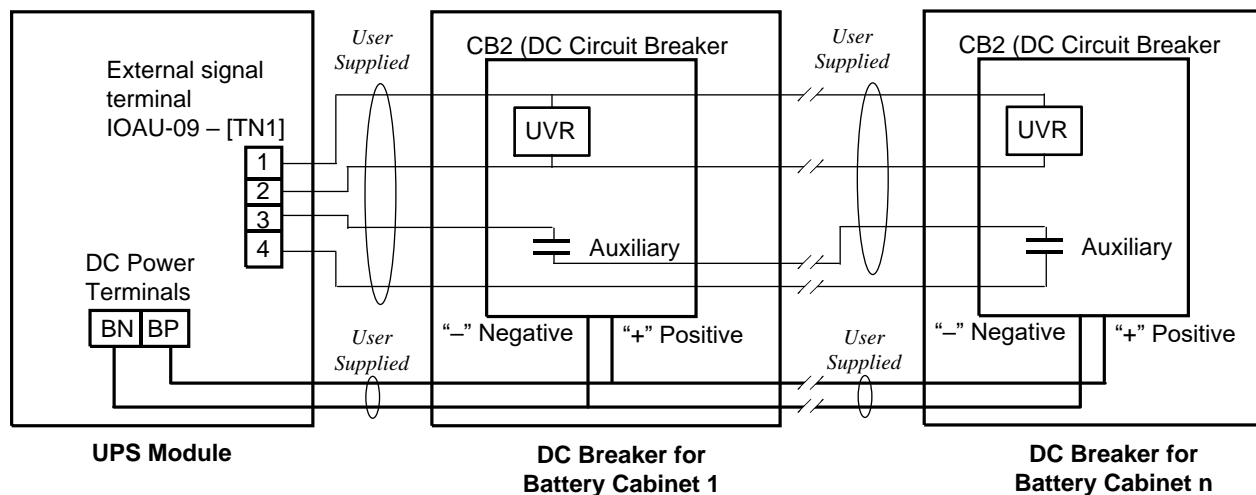 User
Supplied
CB2 (DC Circuit Breaker
User
Supplied
CB2 (DC Circuit Breaker
External signal
terminal
IOAU-09 – [TN1]
UVR
UVR
1
2
3
4
Auxiliary
Auxiliary
DC Power
Terminals
BN BP
User
Supplied
“–” Negative
“+” Positive
User
Supplied
“–” Negative
“+” Positive
UPS Module
DC Breaker for
Battery Cabinet 1
DC Breaker for
Battery Cabinet n